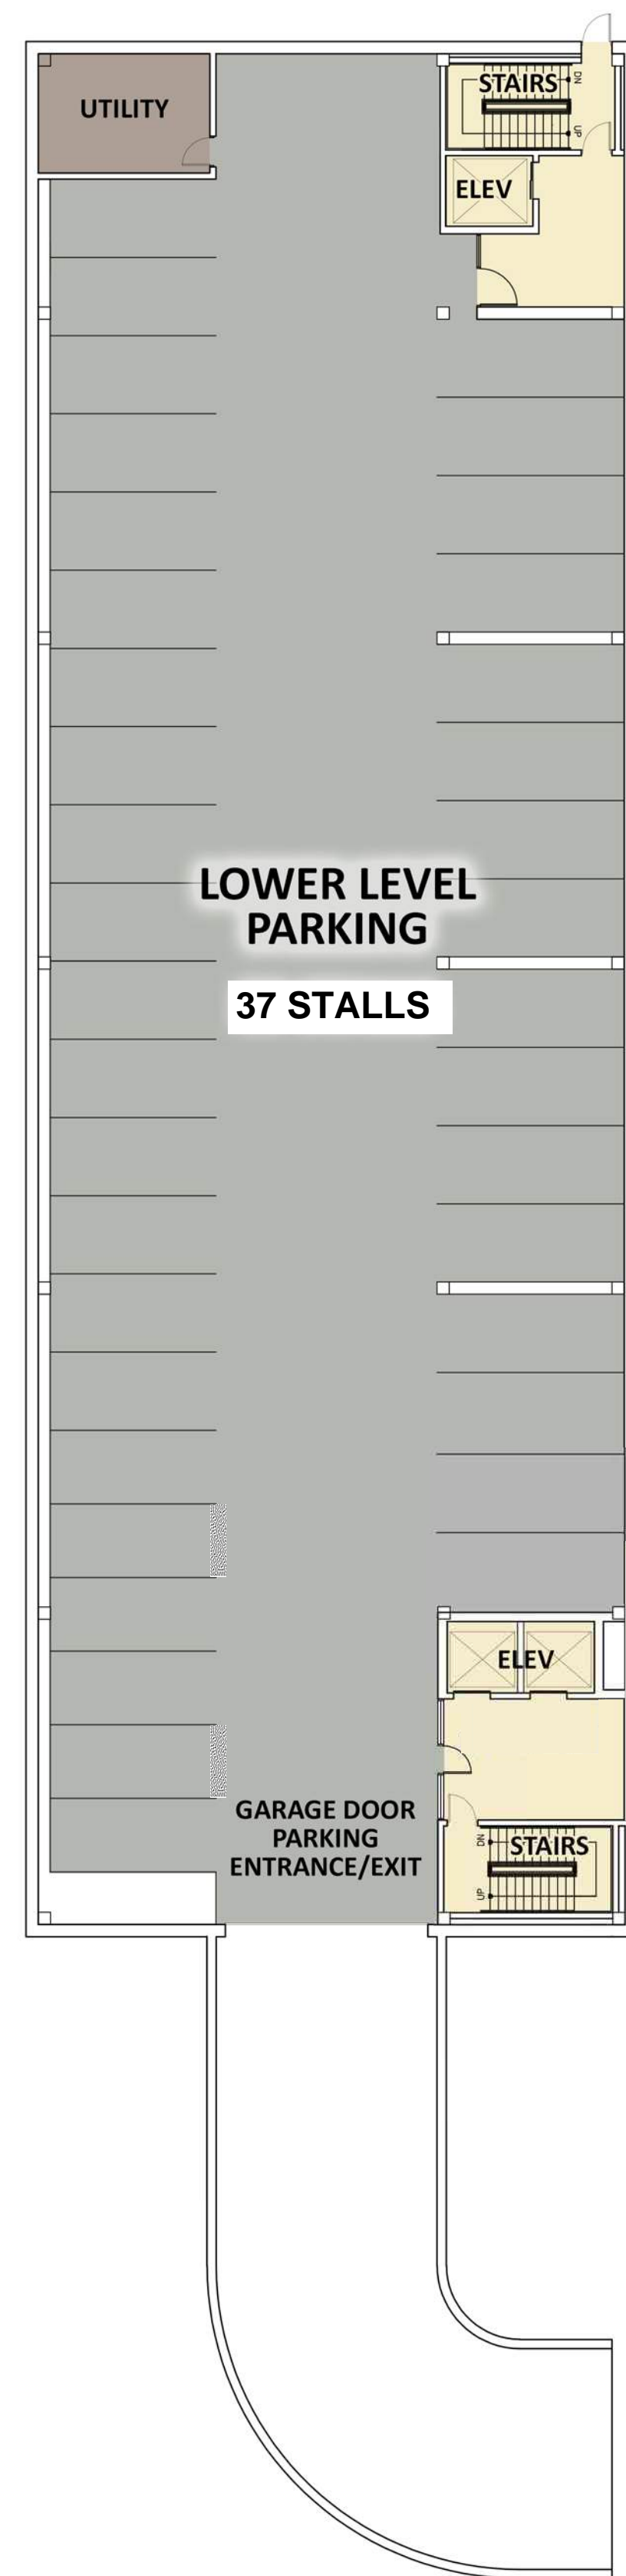 UTILITY
STAIRS
DN
UP
ELEV
LOWER LEVEL
PARKING
37 STALLS
ELEV
GARAGE DOOR
PARKING
ENTRANCE/EXIT
DN
STAIRS
UP